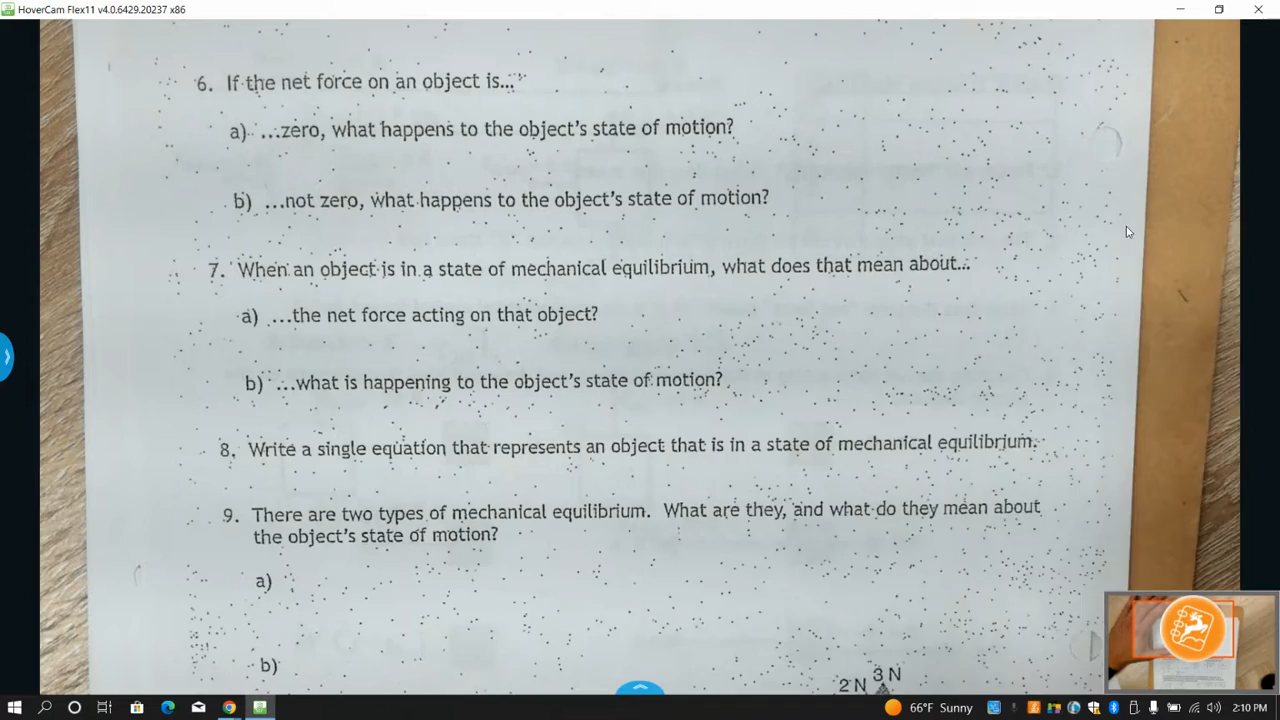 HoverCam Flex11 v4.0.6429.20237 x86
6. If the net force on an object is...
a) ...zero, what happens to the object's state of motion?
b) ...not zero, what happens to the object's state of motion?
7. When an object is in a state of mechanical equilibrium, what does that mean about...
a) ...the net force acting on that object?
b) ...what is happening to the object's state of motion?
8. Write a single equation that represents an object that is in a state of mechanical equilibrium.
9. There are two types of mechanical equilibrium. What are they, and what do they mean about
the object's state of motion?
a)
b)
3 N
2 N
66°F Sunny
2:10 PM